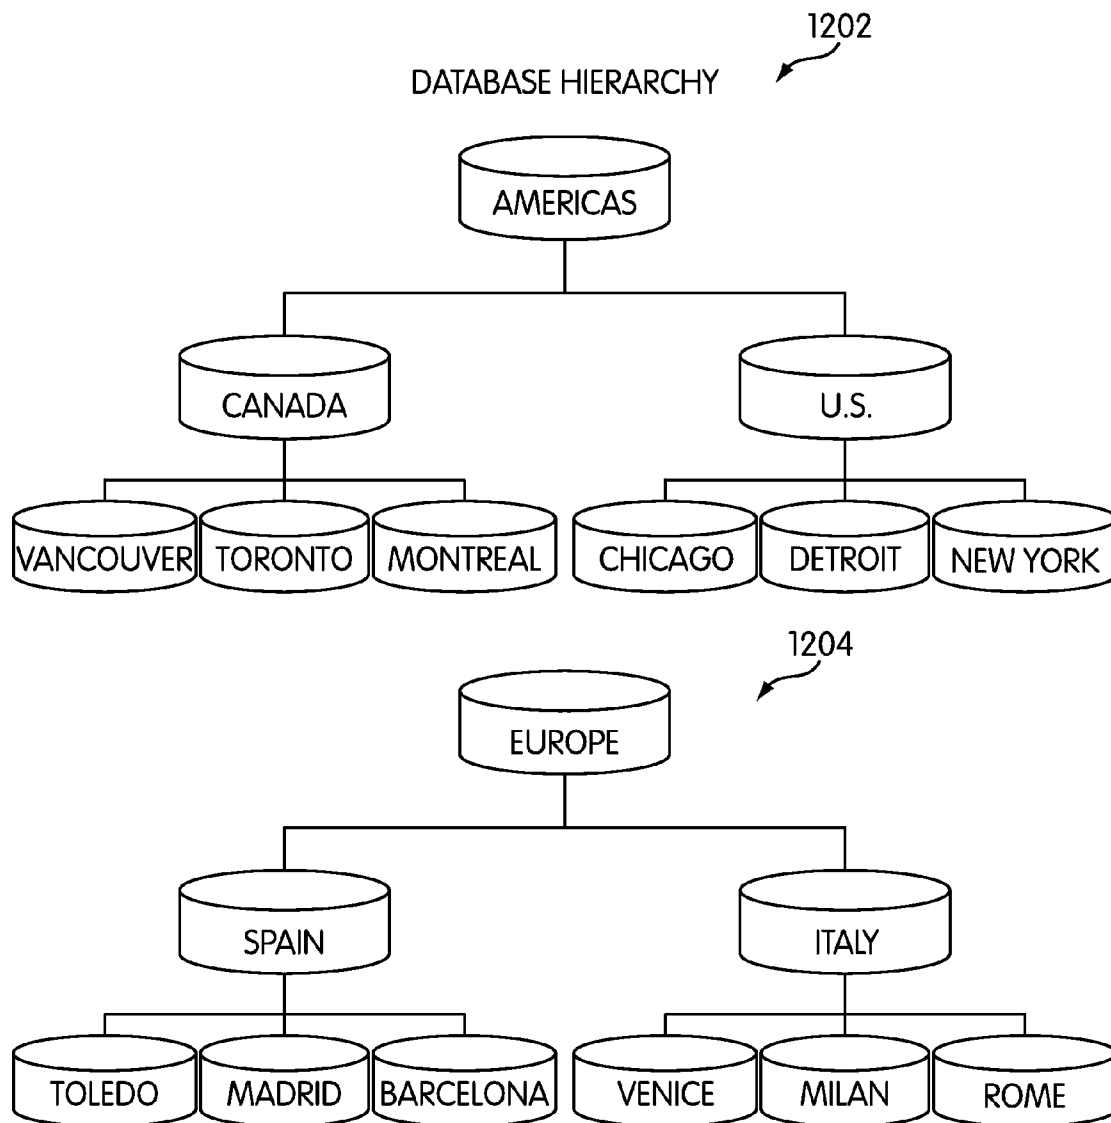 1202
DATABASE HIERARCHY
AMERICAS
CANADA
U.S.
VANCOUVER
TORONTO
MONTREAL
CHICAGO
DETROIT
NEW YORK
1204
EUROPE
SPAIN
ITALY
TOLEDO
MADRID
BARCELONA
VENICE
MILAN
ROME